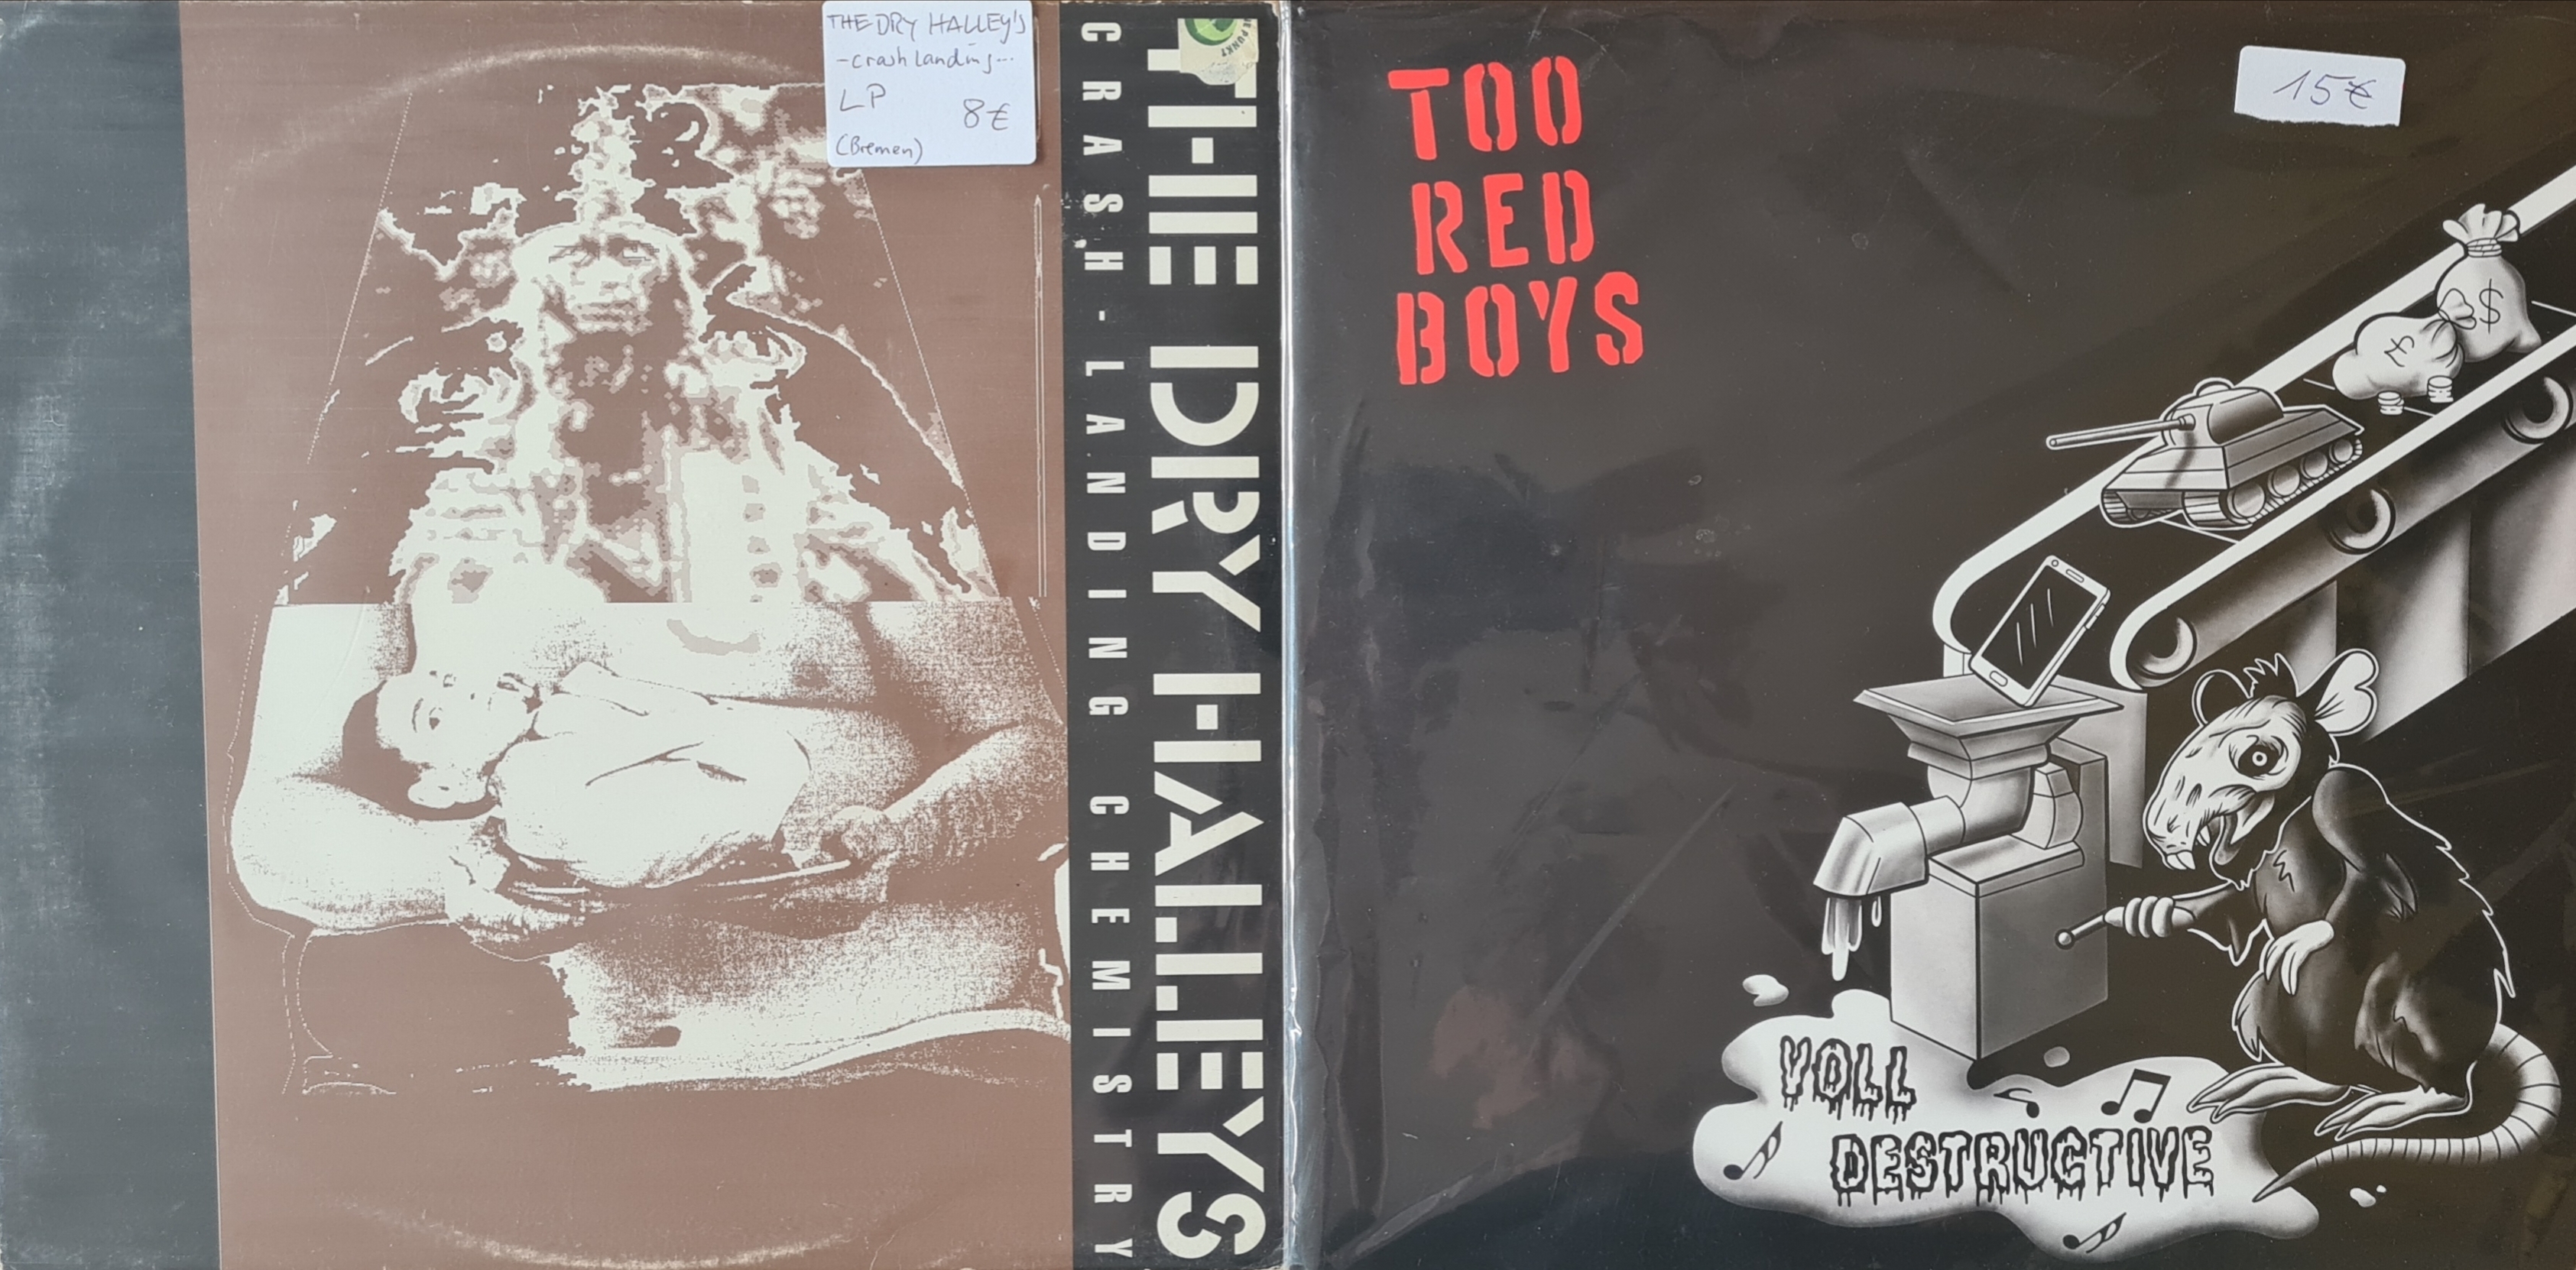 THE DRY HALLEY's
- crash landing...
LP 8€
(Bremen)
CRASH-LANDING CHEMISTRY
THE DRY HALLEYS
TOO
RED
BOYS
15€
$
£
VOLL
DESTRUCTIVE